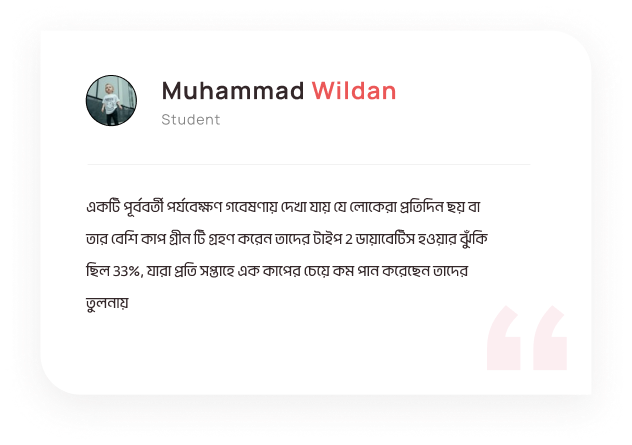 Muhammad Wildan
Student
একটি পূর্ববর্তী পর্যবেক্ষণ গবেষণায় দেখা যায় যে লোকেরা প্রতিদিন ছয় বা
তার বেশি কাপ গ্রীন টি গ্রহণ করেন তাদের টাইপ 2 ডায়াবেটিস হওয়ার ঝুঁকি
ছিল 33%, যারা প্রতি সপ্তাহে এক কাপের চেয়ে কম পান করেছেন তাদের
তুলনায়